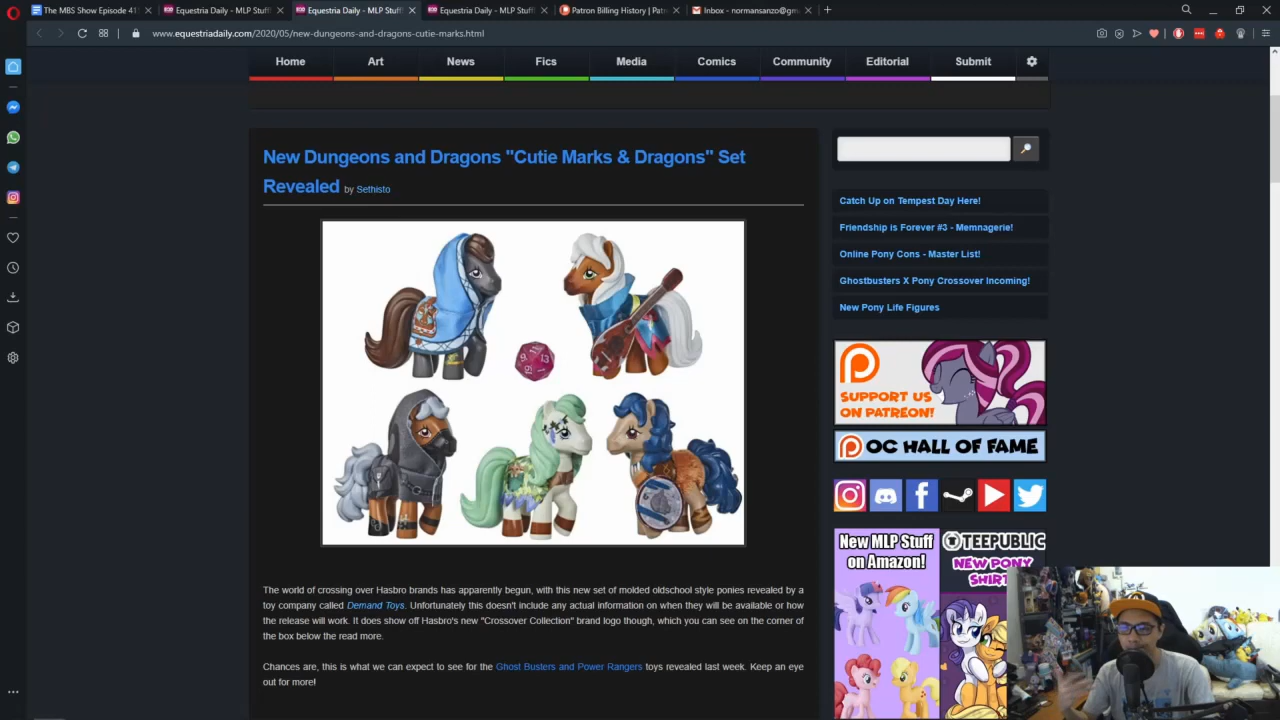 The MBS Show Episode 41
Equestria Daily - MLP Stuff
Equestria Daily - MLP Stuff
Equestria Daily - MLP Stuff
Patron Billing History | Pat
Inbox - normansanzo@gm
www.equestriadaily.com/2020/05/new-dungeons-and-dragons-cutie-marks.html
Home
Art
News
Fics
Media
Comics
Community
Editorial
Submit
New Dungeons and Dragons "Cutie Marks & Dragons" Set
Revealed by Sethisto
Catch Up on Tempest Day Here!
Friendship is Forever #3 - Memnagerie!
Online Pony Cons - Master List!
Ghostbusters X Pony Crossover Incoming!
New Pony Life Figures
SUPPORT US
ON PATREON!
OC HALL OF FAME
New MLP Stuff
on Amazon!
TEEPUBLIC
NEW PONY
The world of crossing over Hasbro brands has apparently begun, with this new set of molded oldschool style ponies revealed by a
toy company called Demand Toys. Unfortunately this doesn't include any actual information on when they will be available or how
the release will work. It does show off Hasbro's new "Crossover Collection" brand logo though, which you can see on the corner of
the box below the read more.
Chances are, this is what we can expect to see for the Ghost Busters and Power Rangers toys revealed last week. Keep an eye
out for more!